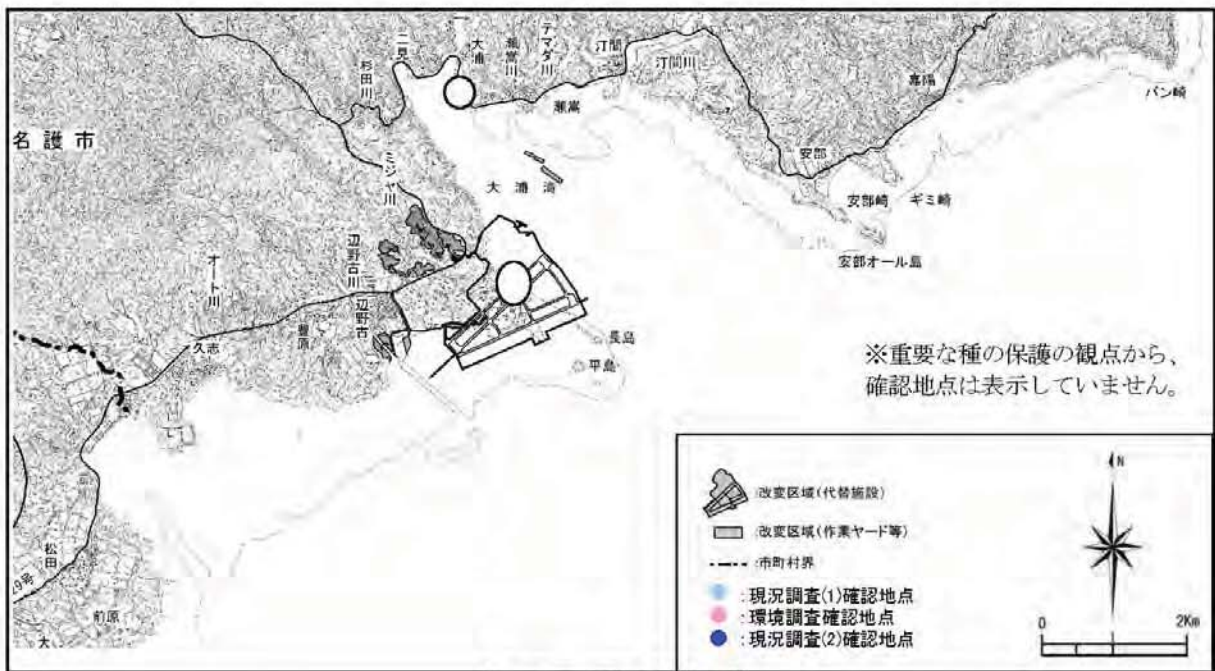 名護市
杉田川
二見
大浦
瀬嵩川
テマダ川
汀間
汀間川
瀬嵩
嘉陽
バン崎
安部
安部崎
ギミ崎
安部オール島
大浦湾
ミジャ川
辺野古川
辺野古
オート川
久志
豊原
長島
平島
松田
29号
前原
大
※重要な種の保護の観点から、
確認地点は表示していません。
:改変区域(代替施設)
:改変区域(作業ヤード等)
:市町村界
:現況調査(1)確認地点
:環境調査確認地点
:現況調査(2)確認地点
N
0 2Km